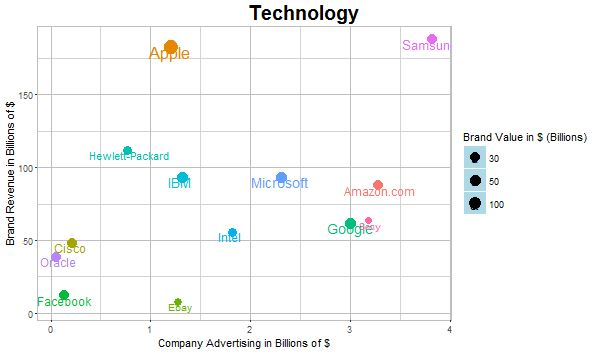 Technology
Samsun
Apple
150
Hewlett-Packard
100
IBM
Microsoft
Amazon.com
Google
Sony
50
Intel
Cisco
Oracle
Facebook
Ebay
0
0 1 2 3 4
Company Advertising in Billions of $
Brand Revenue in Billions of $
Brand Value in $ (Billions)
30
50
100